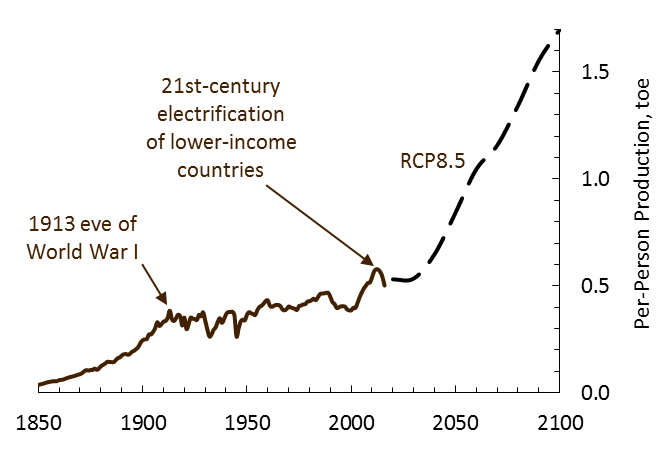 21st-century
electrification
of lower-income
countries
1913 eve of
World War I
RCP8.5
1.5
1.0
0.5
0.0
Per-Person Production, toe
1850 1900 1950 2000 2050 2100